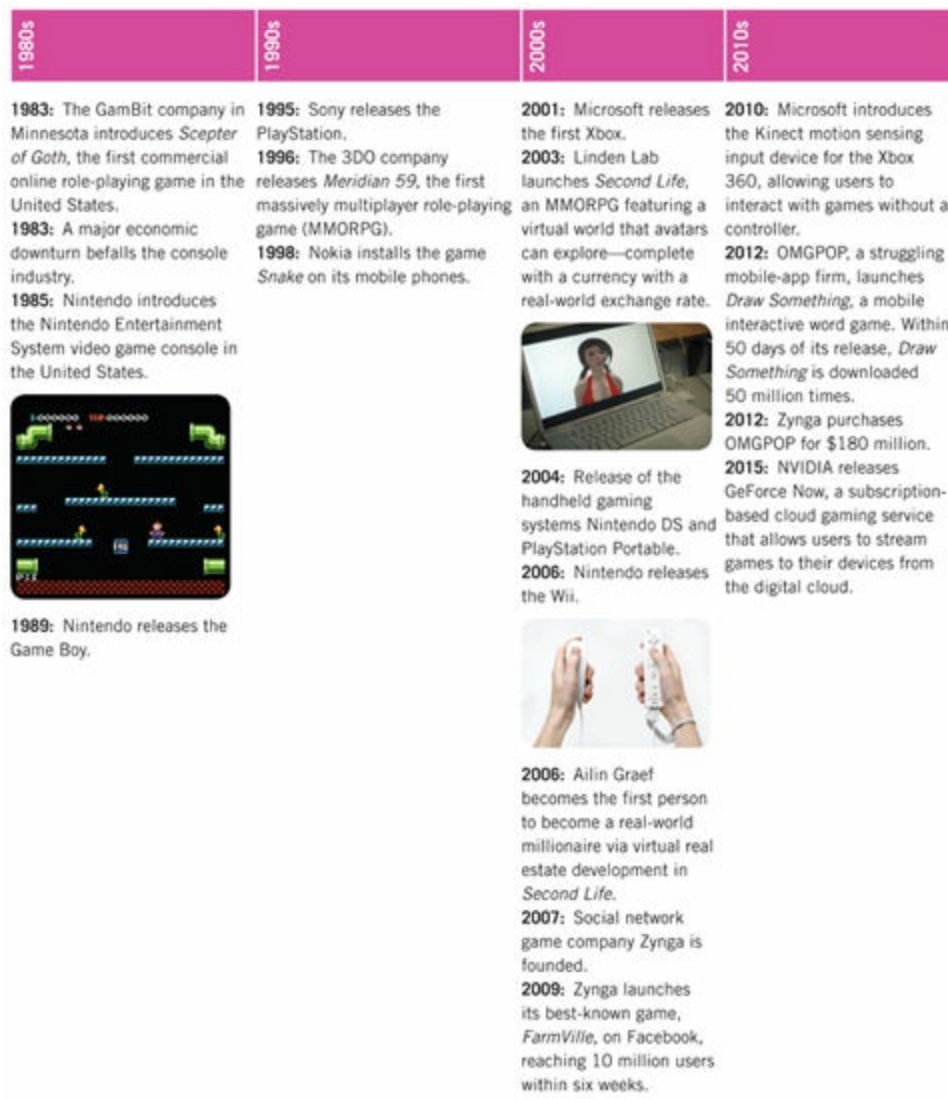 1980s
1983: The GamBit company in
Minnesota introduces Scepter
of Goth, the first commercial
online role-playing game in the
United States.
1983: A major economic
downturn befalls the console
industry.
1985: Nintendo introduces
the Nintendo Entertainment
System video game console in
the United States.
1989: Nintendo releases the
Game Boy.
1990s
1995: Sony releases the
PlayStation.
1996: The 3DO company
releases Meridian 59, the first
massively multiplayer role-playing
game (MMORPG).
1998: Nokia installs the game
Snake on its mobile phones.
2000s
2001: Microsoft releases
the first Xbox.
2003: Linden Lab
launches Second Life,
an MMORPG featuring a
virtual world that avatars
can explore—complete
with a currency with a
real-world exchange rate.
2004: Release of the
handheld gaming
systems Nintendo DS and
PlayStation Portable.
2006: Nintendo releases
the Wii.
2006: Ailin Graef
becomes the first person
to become a real-world
millionaire via virtual real
estate development in
Second Life.
2007: Social network
game company Zynga is
founded.
2009: Zynga launches
its best-known game,
FarmVille, on Facebook,
reaching 10 million users
within six weeks.
2010s
2010: Microsoft introduces
the Kinect motion sensing
input device for the Xbox
360, allowing users to
interact with games without a
controller.
2012: OMGPOP, a struggling
mobile-app firm, launches
Draw Something, a mobile
interactive word game. Within
50 days of its release, Draw
Something is downloaded
50 million times.
2012: Zynga purchases
OMGPOP for $180 million.
2015: NVIDIA releases
GeForce Now, a subscription-
based cloud gaming service
that allows users to stream
games to their devices from
the digital cloud.